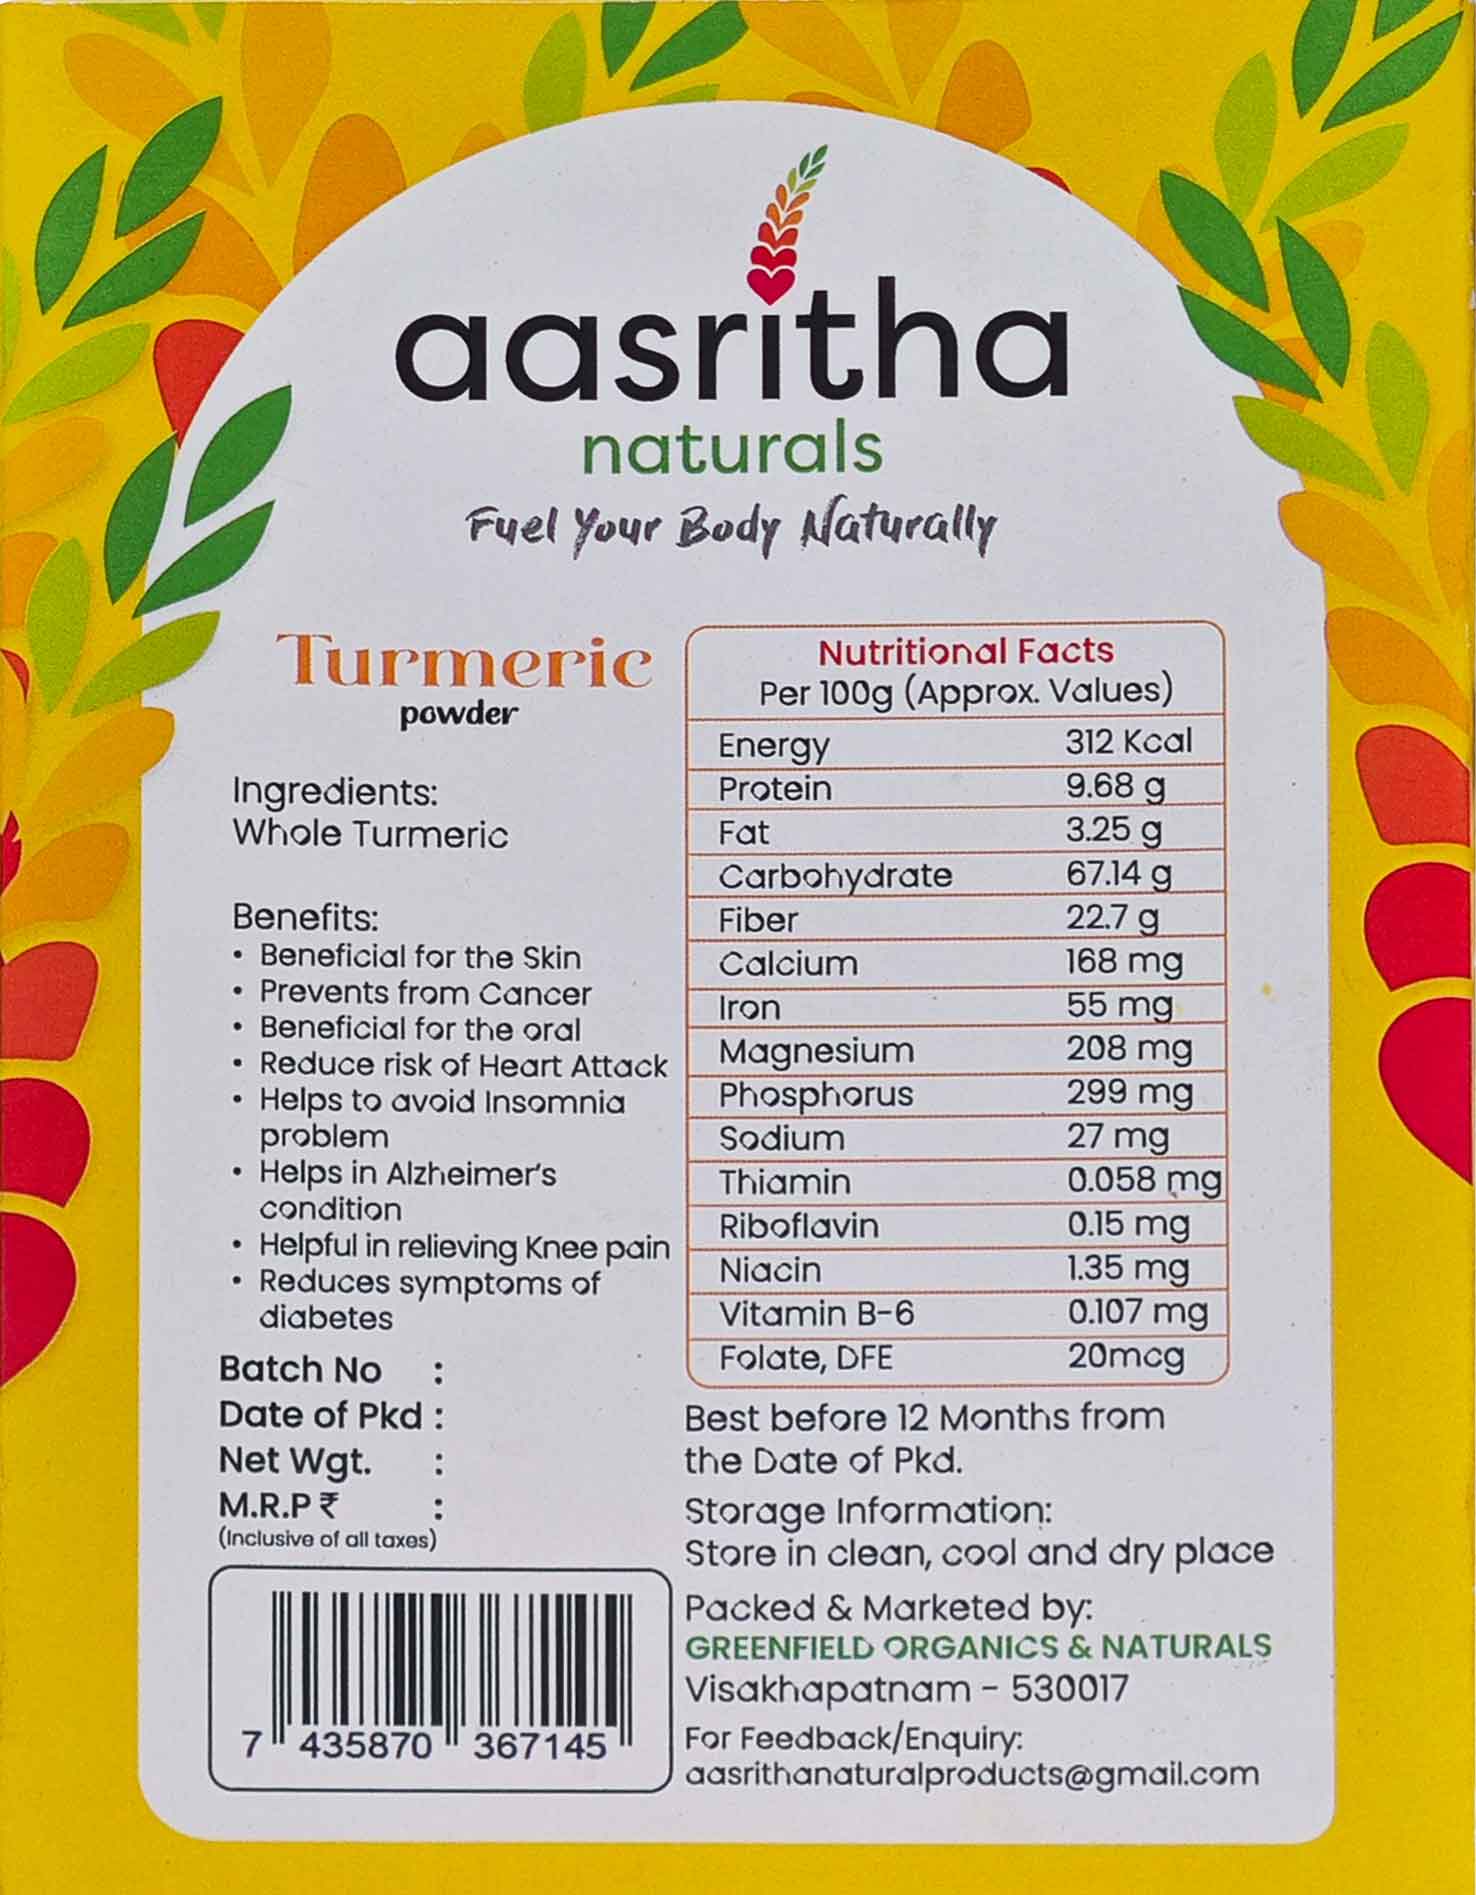 aasritha
naturals
Fuel Your Body Naturally
Turmeric
powder
Ingredients:
Whole Turmeric
Benefits:
• Beneficial for the Skin
• Prevents from Cancer
• Beneficial for the oral
• Reduce risk of Heart Attack
• Helps to avoid Insomnia
problem
• Helps in Alzheimer's
condition
• Helpful in relieving Knee pain
• Reduces symptoms of
diabetes
Batch No :
Date of Pkd :
Net Wgt. :
M.R.P ₹ :
(Inclusive of all taxes)
7 435870 367145
Nutritional Facts
Per 100g (Approx. Values)
Energy 312 Kcal
Protein 9.68 g
Fat 3.25 g
Carbohydrate 67.14 g
Fiber 22.7 g
Calcium 168 mg
Iron 55 mg
Magnesium 208 mg
Phosphorus 299 mg
Sodium 27 mg
Thiamin 0.058 mg
Riboflavin 0.15 mg
Niacin 1.35 mg
Vitamin B-6 0.107 mg
Folate, DFE 20mcg
Best before 12 Months from
the Date of Pkd.
Storage Information:
Store in clean, cool and dry place
Packed & Marketed by:
GREENFIELD ORGANICS & NATURALS
Visakhapatnam - 530017
For Feedback/Enquiry:
aasrithanaturalproducts@gmail.com